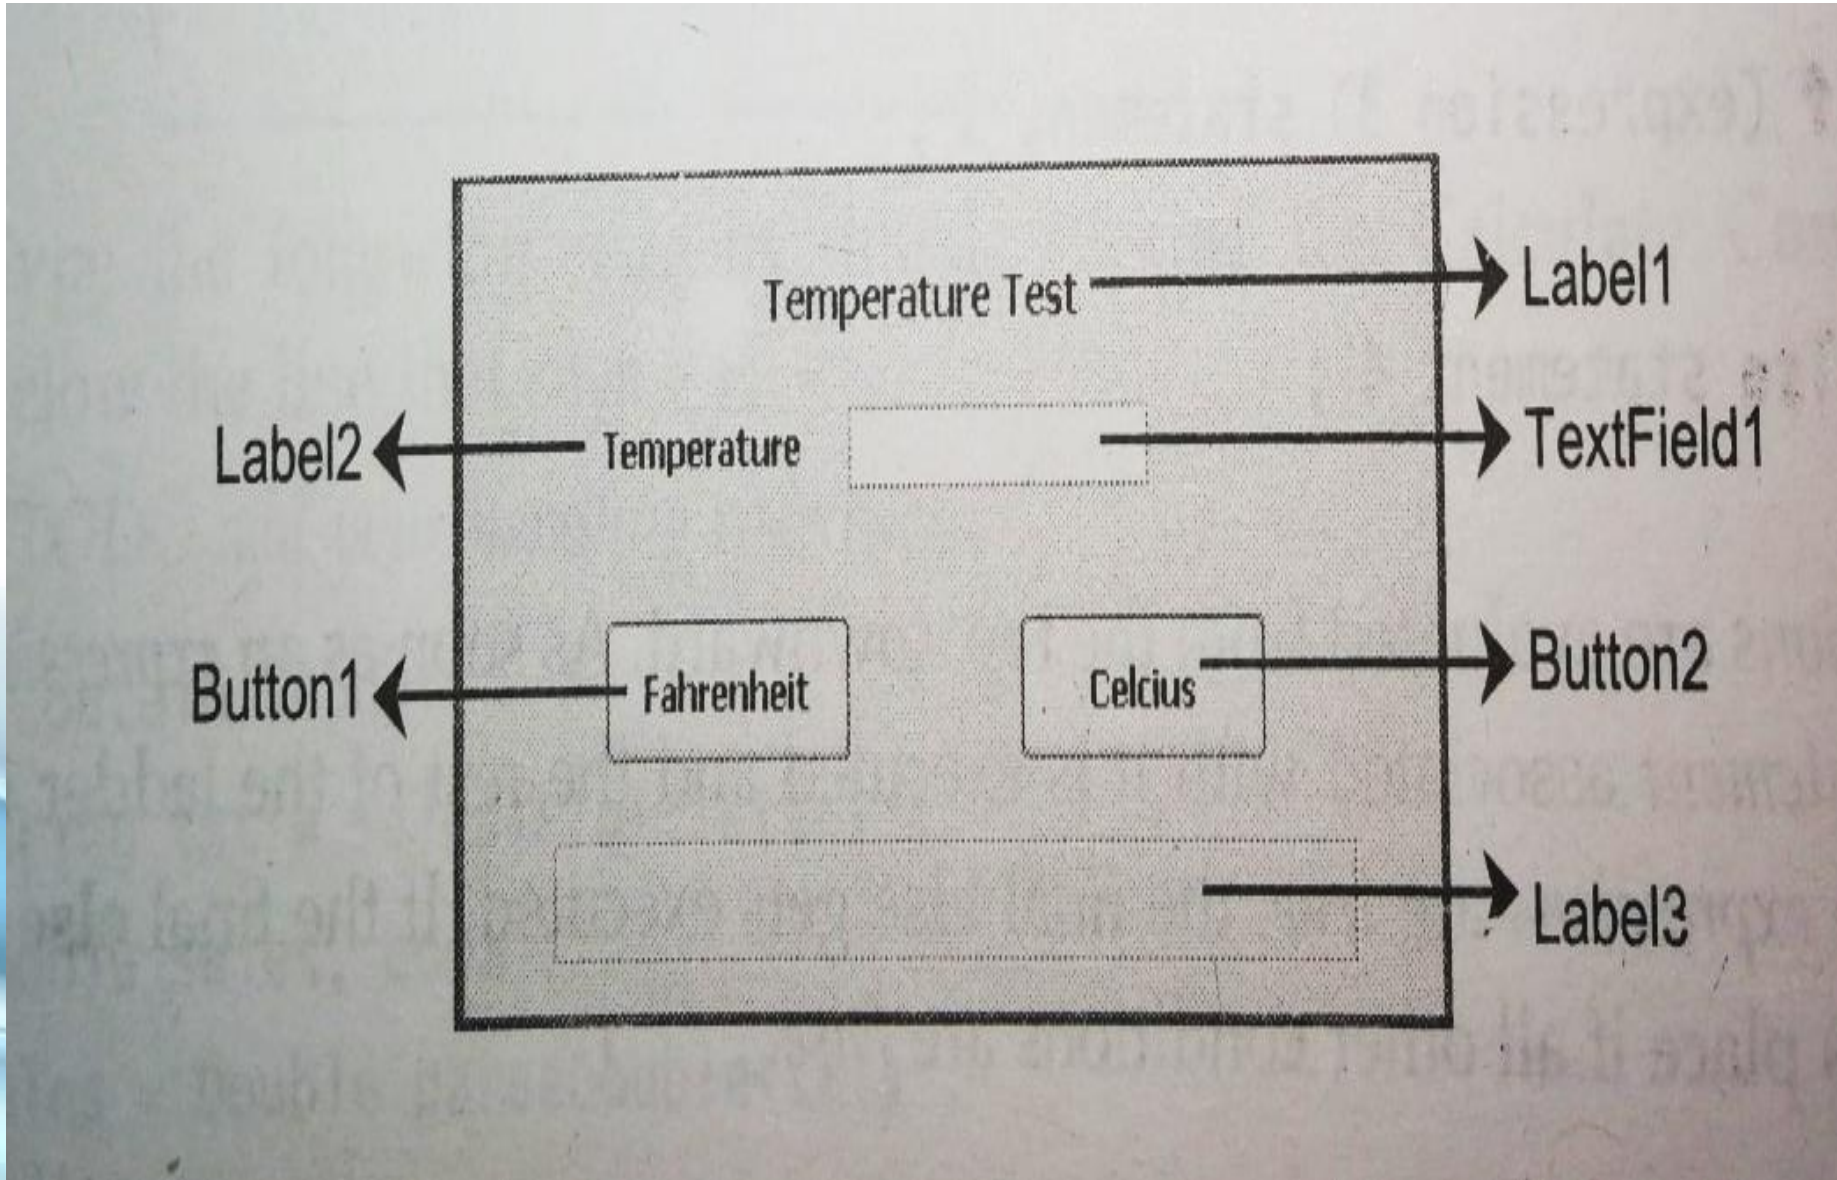 Temperature Test
Label1
Label2
Temperature
TextField1
Button1
Fahrenheit
Celcius
Button2
Label3